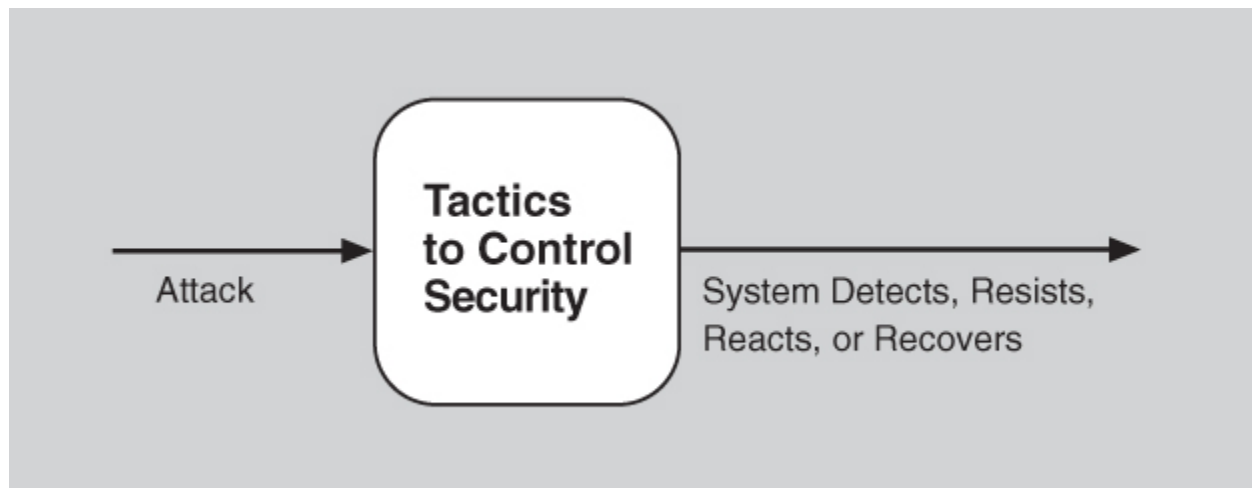 Tactics
to Control
Security
Attack
System Detects, Resists,
Reacts, or Recovers